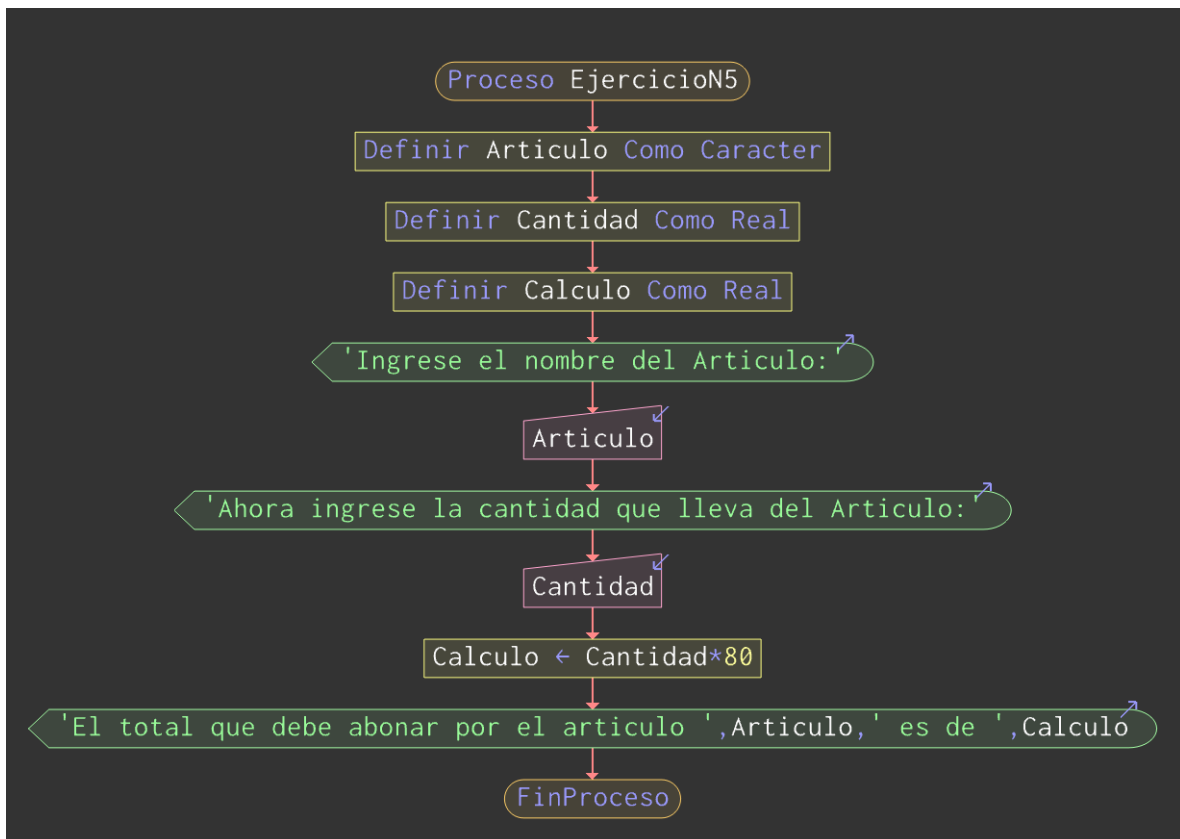 Proceso EjercicioN5
Definir Articulo Como Caracter
Definir Cantidad Como Real
Definir Calculo Como Real
'Ingrese el nombre del Articulo:'
Articulo
'Ahora ingrese la cantidad que lleva del Articulo:'
Cantidad
Calculo ← Cantidad*80
'El total que debe abonar por el articulo ',Articulo,' es de ',Calculo
FinProceso